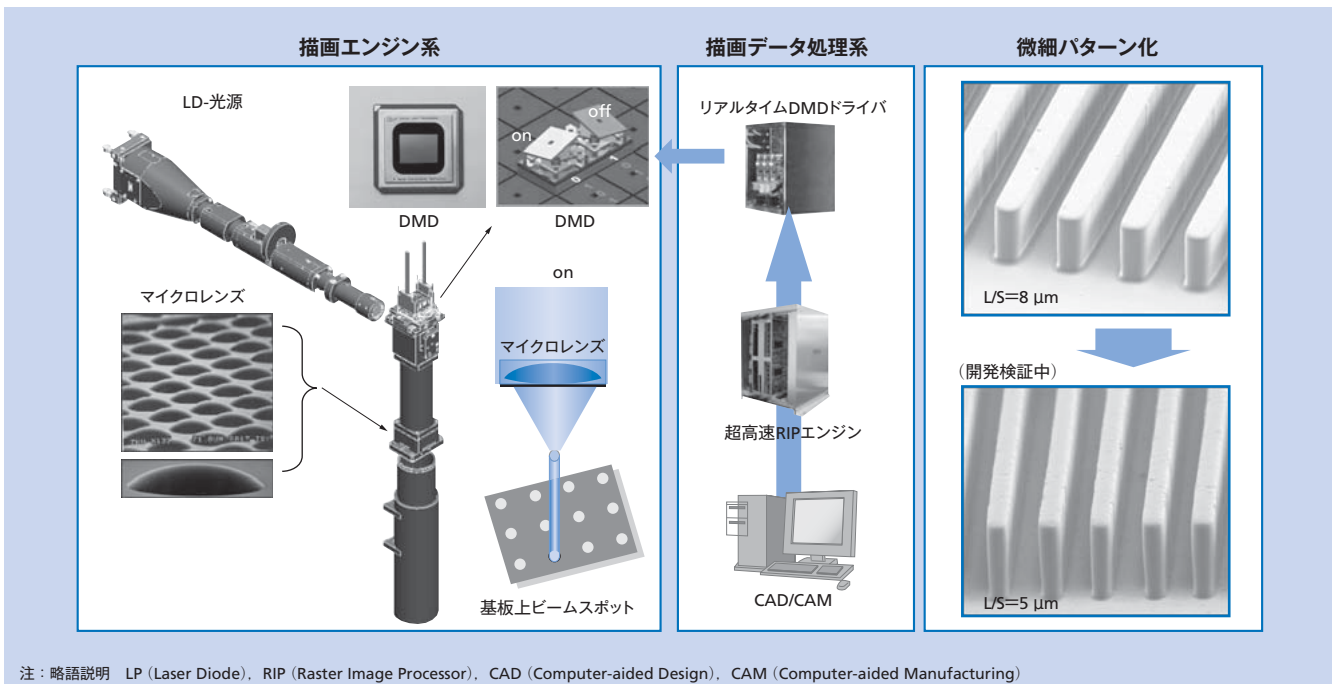 描画エンジン系
LD-光源
on
off
DMD
DMD
マイクロレンズ
on
マイクロレンズ
基板上ビームスポット
描画データ処理系
リアルタイムDMDドライバ
超高速RIPエンジン
CAD/CAM
微細パターン化
L/S=8 µm
(開発検証中)
L/S=5 µm
注:略語説明 LP(Laser Diode),RIP(Raster Image Processor),CAD(Computer-aided Design),CAM(Computer-aided Manufacturing)